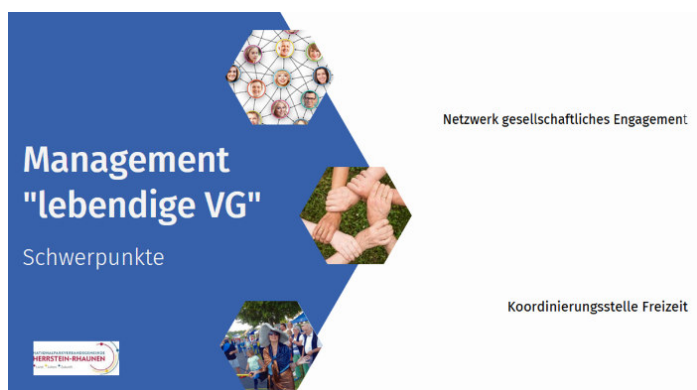 Management
"lebendige VG"
Schwerpunkte
Netzwerk gesellschaftliches Engagement
Koordinierungsstelle Freizeit
HERRSTEIN-RHAUNEN